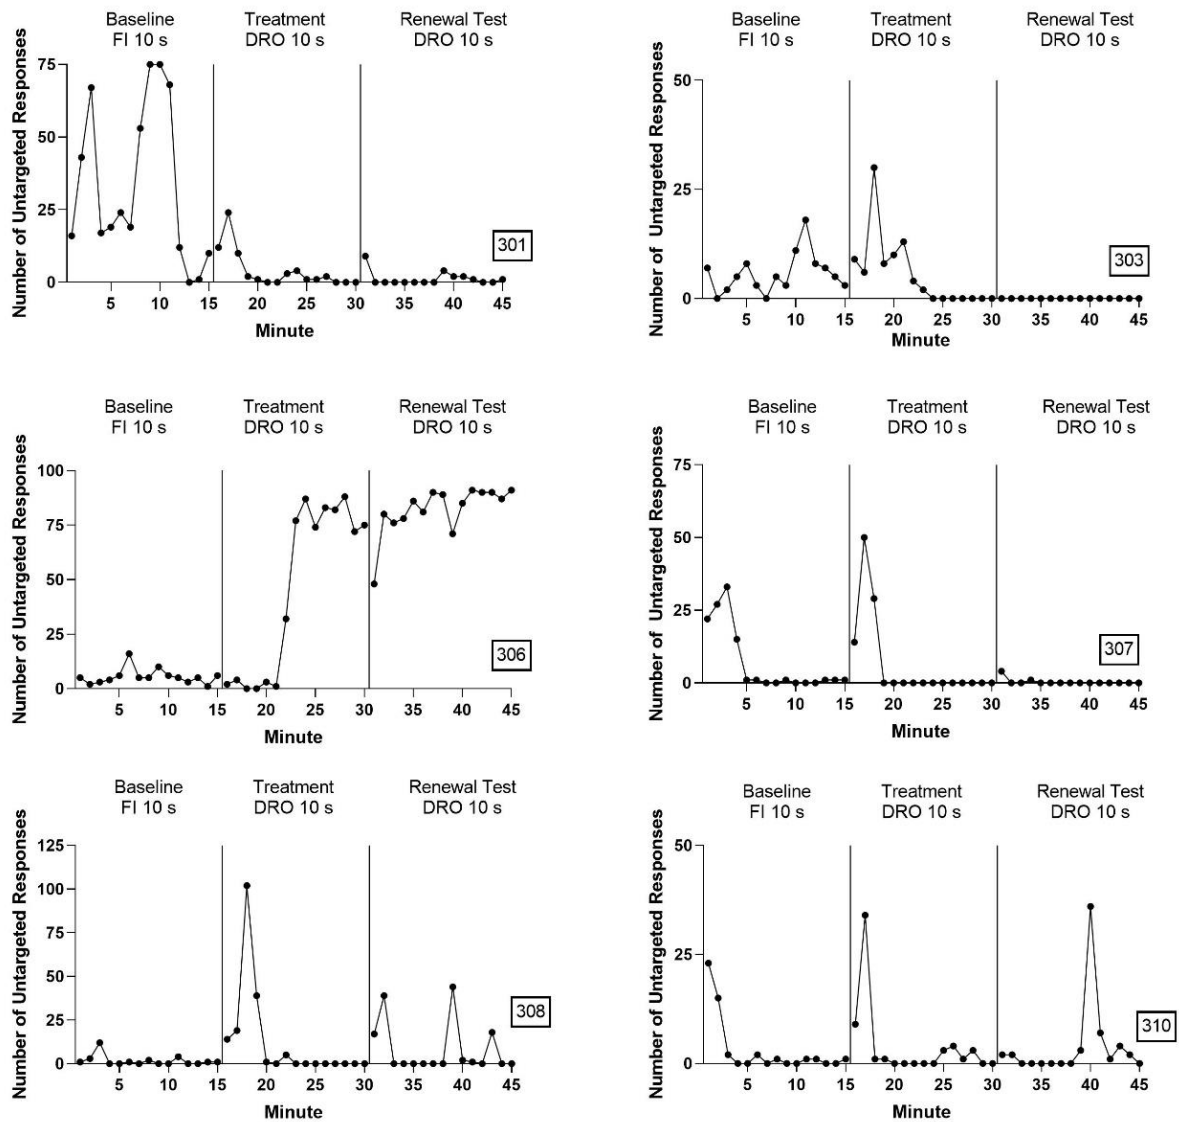 Baseline
FI 10 s
Treatment
DRO 10 s
Renewal Test
DRO 10 s
Number of Untargeted Responses
75
50
25
0
5 10 15 20 25 30 35 40 45
Minute
301
Baseline
FI 10 s
Treatment
DRO 10 s
Renewal Test
DRO 10 s
Number of Untargeted Responses
50
25
0
5 10 15 20 25 30 35 40 45
Minute
303
Baseline
FI 10 s
Treatment
DRO 10 s
Renewal Test
DRO 10 s
Number of Untargeted Responses
100
75
50
25
0
5 10 15 20 25 30 35 40 45
Minute
306
Baseline
FI 10 s
Treatment
DRO 10 s
Renewal Test
DRO 10 s
Number of Untargeted Responses
75
50
25
0
5 10 15 20 25 30 35 40 45
Minute
307
Baseline
FI 10 s
Treatment
DRO 10 s
Renewal Test
DRO 10 s
Number of Untargeted Responses
125
100
75
50
25
0
5 10 15 20 25 30 35 40 45
Minute
308
Baseline
FI 10 s
Treatment
DRO 10 s
Renewal Test
DRO 10 s
Number of Untargeted Responses
50
25
0
5 10 15 20 25 30 35 40 45
Minute
310